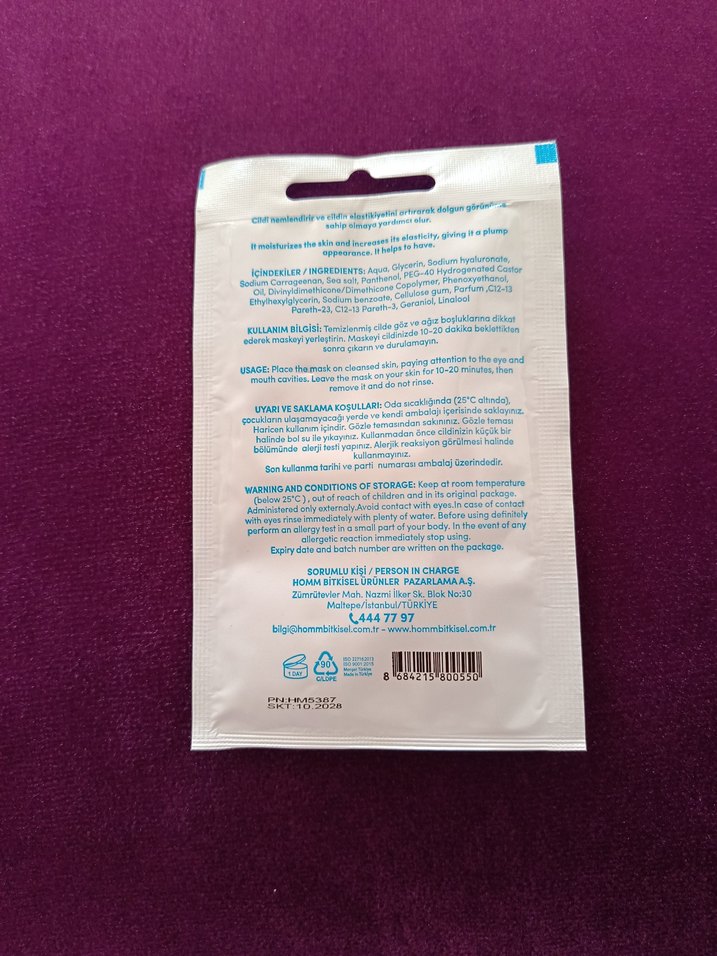 Cildi nemlendirir ve cildin elastikiyetini artırarak dolgun görünüme
sahip olmaya yardımcı olur.
It moisturizes the skin and increases its elasticity, giving it a plump
appearance. It helps to have.
İÇİNDEKİLER / INGREDIENTS: Aqua, Glycerin, Sodium hyaluronate,
Sodium Carrageenan, Sea salt, Panthenol, PEG-40 Hydrogenated Castor
Oil, Divinyldimethicone/Dimethicone Copolymer, Phenoxyethanol,
Ethylhexylglycerin, Sodium benzoate, Cellulose gum, Parfum ,C12-13
Pareth-23, C12-13 Pareth-3, Geraniol, Linalool
KULLANIM BİLGİSİ: Temizlenmiş cilde göz ve ağız boşluklarına dikkat
ederek maskeyi yerleştirin. Maskeyi cildinizde 10-20 dakika beklettikten
sonra çıkarın ve durulamayın.
USAGE: Place the mask on cleansed skin, paying attention to the eye and
mouth cavities. Leave the mask on your skin for 10-20 minutes, then
remove it and do not rinse.
UYARI VE SAKLAMA KOŞULLARI: Oda sıcaklığında (25°C altında),
çocukların ulaşamayacağı yerde ve kendi ambalajı içerisinde saklayınız.
Haricen kullanım içindir. Gözle temasından sakınınız. Gözle teması
halinde bol su ile yıkayınız. Kullanmadan önce cildinizin küçük bir
bölümünde alerji testi yapınız. Alerjik reaksiyon görülmesi halinde
kullanmayınız.
Son kullanma tarihi ve parti numarası ambalaj üzerindedir.
WARNING AND CONDITIONS OF STORAGE: Keep at room temperature
(below 25°C ) , out of reach of children and in its original package.
Administered only externaly.Avoid contact with eyes.In case of contact
with eyes rinse immediately with plenty of water. Before using definitely
perform an allergy test in a small part of your body. In the event of any
allergetic reaction immediately stop using.
Expiry date and batch number are written on the package.
SORUMLU KİŞİ / PERSON IN CHARGE
HOMM BİTKİSEL ÜRÜNLER PAZARLAMA A.Ş.
Zümrütevler Mah. Nazmi İlker Sk. Blok No:30
Maltepe/İstanbul/TÜRKİYE
444 77 97
bilgi@hommbitkisel.com.tr - www.hommbitkisel.com.tr
1 DAY
90
C/LDPE
ISO 22716:2013
ISO 9001:2015
Menşei Türkiye
Made in Türkiye
8 684215 800550
PN:HM5387
SKT:10.2028